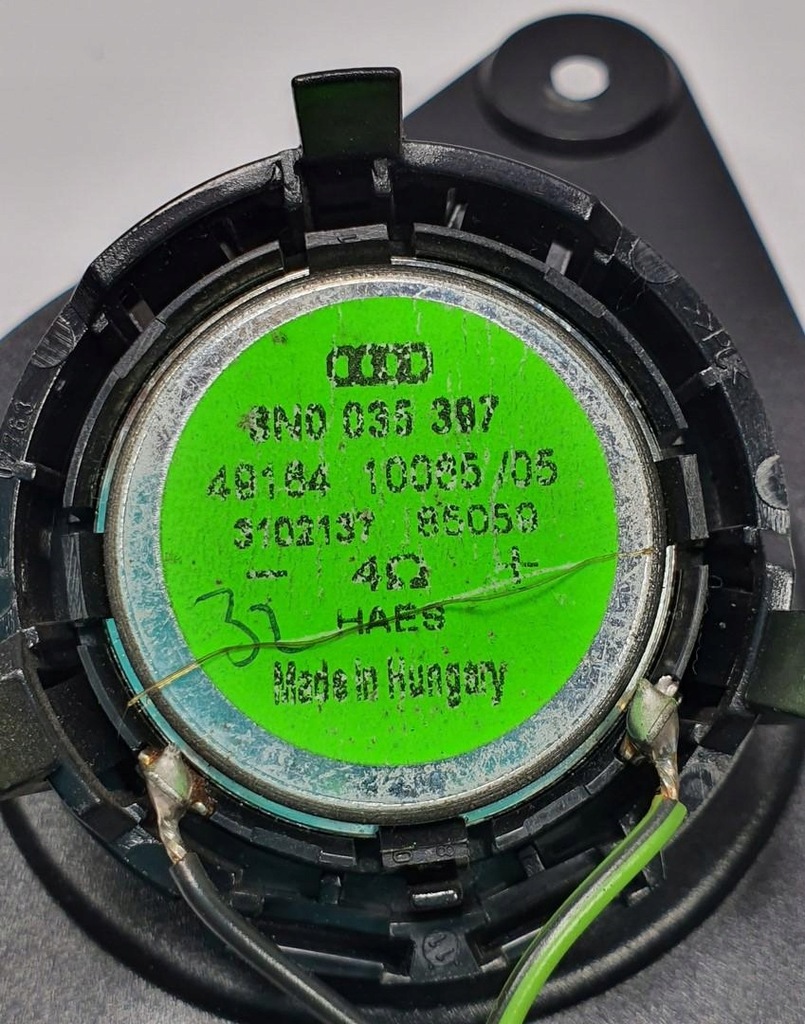 8N0 035 397
49184 10085/05
3102137 85059
- 4Ω +
32
HAES
Made in Hungary